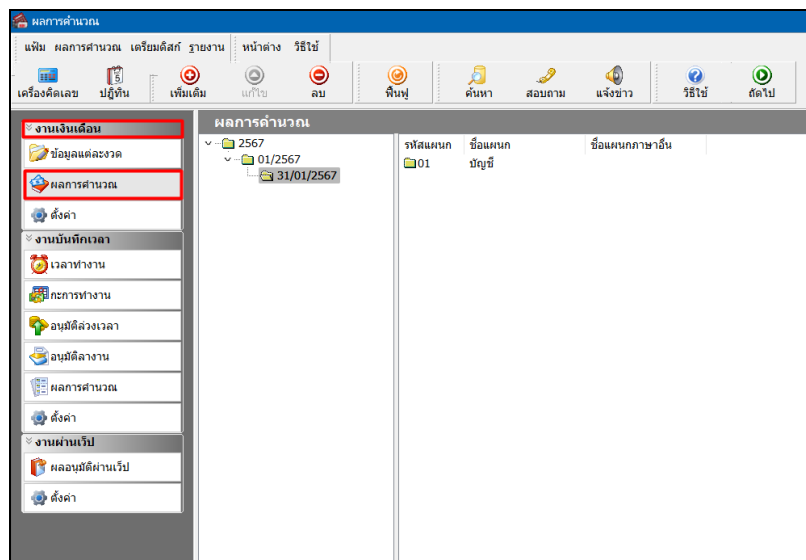 ผลการคำนวณ
แฟ้ม ผลการคำนวณ เตรียมดิสก์ รายงาน หน้าต่าง วิธีใช้
เครื่องคิดเลข ปฏิทิน เพิ่มเติม แก้ไข ลบ ฟื้นฟู ค้นหา สอบถาม แจ้งข่าว วิธีใช้ ถัดไป
5
งานเงินเดือน
ข้อมูลแต่ละงวด
ผลการคำนวณ
ตั้งค่า
งานบันทึกเวลา
เวลาทำงาน
กะการทำงาน
อนุมัติล่วงเวลา
อนุมัติลางาน
ผลการคำนวณ
ตั้งค่า
งานผ่านเว็ป
ผลอนุมัติผ่านเว็ป
ตั้งค่า
ผลการคำนวณ
2567
01/2567
31/01/2567
รหัสแผนก ชื่อแผนก ชื่อแผนกภาษาอื่น
01 บัญชี